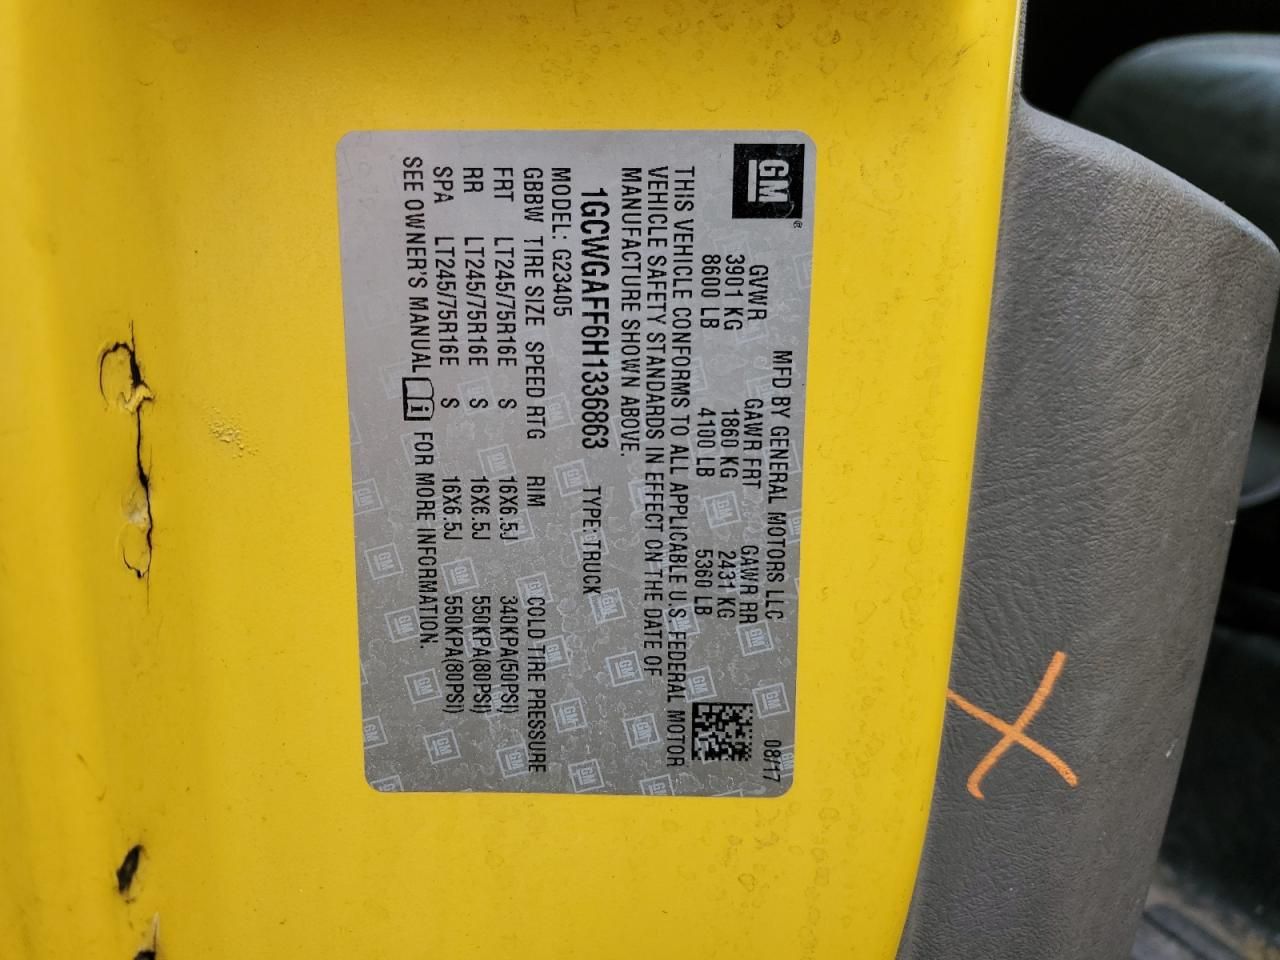 GM®
MFD BY GENERAL MOTORS LLC 08/17
GVWR GAWR FRT GAWR RR
3901 KG 1860 KG 2431 KG
8600 LB 4100 LB 5360 LB
THIS VEHICLE CONFORMS TO ALL APPLICABLE U.S. FEDERAL MOTOR
VEHICLE SAFETY STANDARDS IN EFFECT ON THE DATE OF
MANUFACTURE SHOWN ABOVE.
1GCWGAFF6H1336863 TYPE: TRUCK
MODEL: G23405
GBBW TIRE SIZE SPEED RTG RIM COLD TIRE PRESSURE
FRT LT245/75R16E S 16X6.5J 340KPA(50PSI)
RR LT245/75R16E S 16X6.5J 550KPA(80PSI)
SPA LT245/75R16E S 16X6.5J 550KPA(80PSI)
SEE OWNER'S MANUAL i FOR MORE INFORMATION.
X